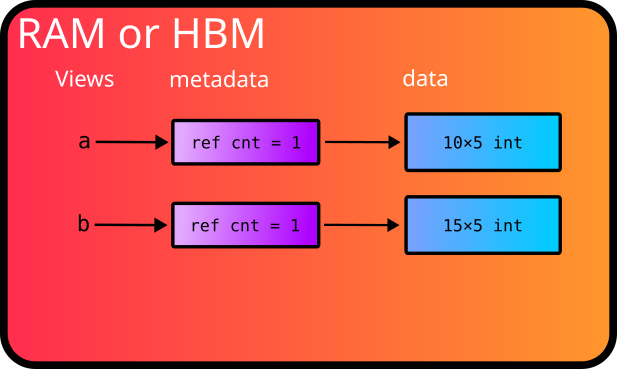 RAM or HBM
Views metadata data
a ref cnt = 1 10×5 int
b ref cnt = 1 15×5 int